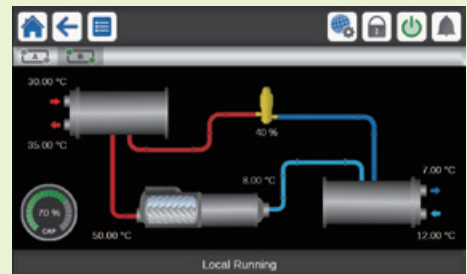 A
B
30.00 °C
35.00 °C
40 %
8.00 °C
7.00 °C
12.00 °C
70 %
CAP
50.00 °C
Local Running